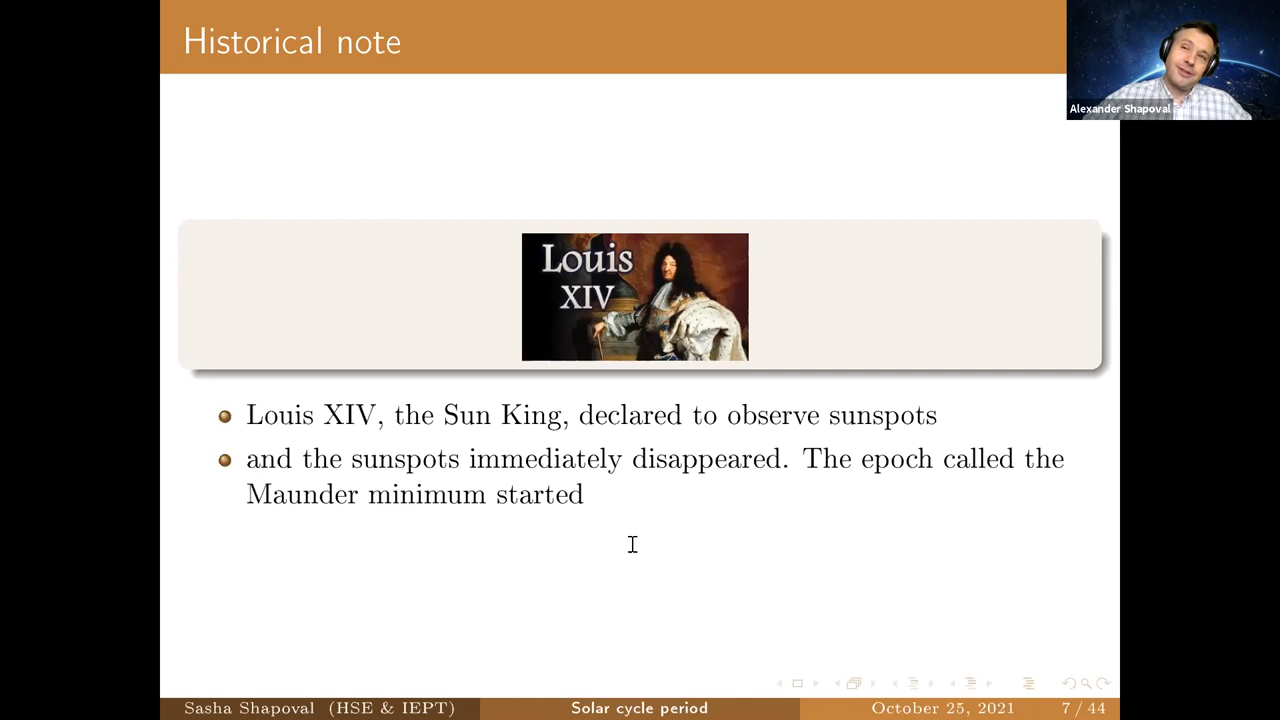 Historical note
Alexander Shapoval
Louis
XIV
Louis XIV, the Sun King, declared to observe sunspots
and the sunspots immediately disappeared. The epoch called the
Maunder minimum started
Sasha Shapoval (HSE & IEPT)
Solar cycle period
October 25, 2021
7 / 44